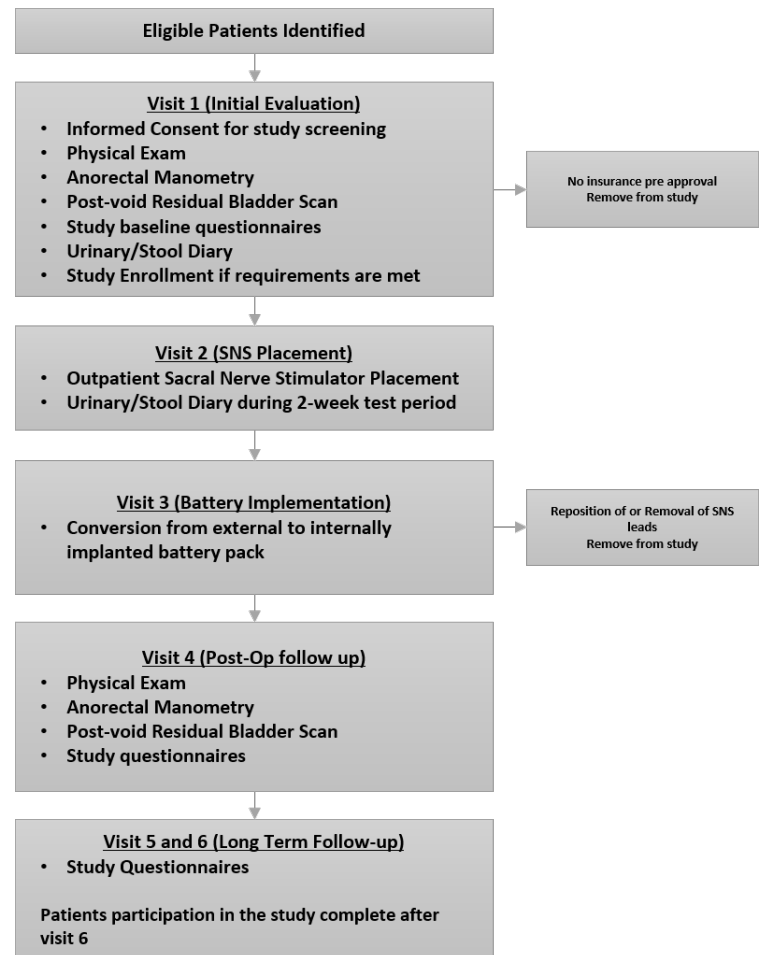 Eligible Patients Identified
Visit 1 (Initial Evaluation)
• Informed Consent for study screening
• Physical Exam
• Anorectal Manometry
• Post-void Residual Bladder Scan
• Study baseline questionnaires
• Urinary/Stool Diary
• Study Enrollment if requirements are met
No insurance pre approval
Remove from study
Visit 2 (SNS Placement)
• Outpatient Sacral Nerve Stimulator Placement
• Urinary/Stool Diary during 2-week test period
Visit 3 (Battery Implementation)
• Conversion from external to internally
implanted battery pack
Reposition of or Removal of SNS
leads
Remove from study
Visit 4 (Post-Op follow up)
• Physical Exam
• Anorectal Manometry
• Post-void Residual Bladder Scan
• Study questionnaires
Visit 5 and 6 (Long Term Follow-up)
• Study Questionnaires
Patients participation in the study complete after
visit 6